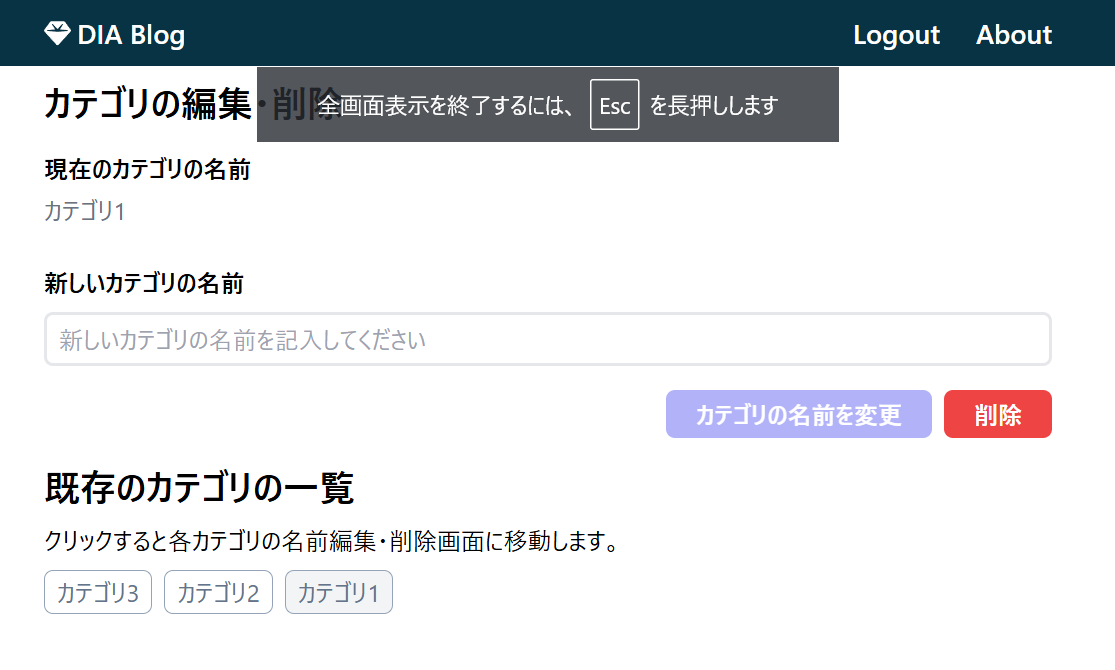 DIA Blog
Logout About
カテゴリの編集・削除
全画面表示を終了するには、 Esc を長押しします
現在のカテゴリの名前
カテゴリ1
新しいカテゴリの名前
新しいカテゴリの名前を記入してください
カテゴリの名前を変更 削除
既存のカテゴリの一覧
クリックすると各カテゴリの名前編集・削除画面に移動します。
カテゴリ3 カテゴリ2 カテゴリ1